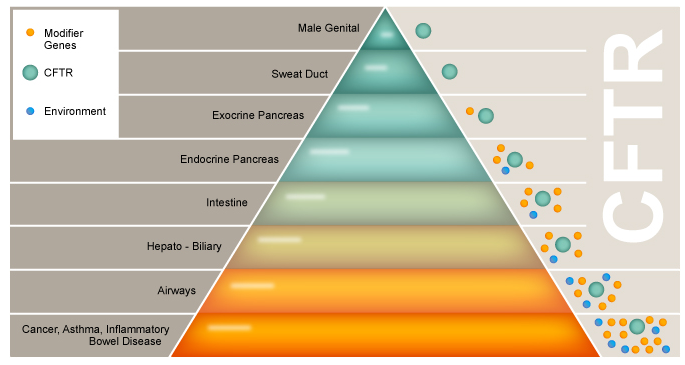 Modifier
Genes
CFTR
Environment
Male Genital
Sweat Duct
Exocrine Pancreas
Endocrine Pancreas
Intestine
Hepato - Biliary
Airways
Cancer, Asthma, Inflammatory
Bowel Disease
CFTR